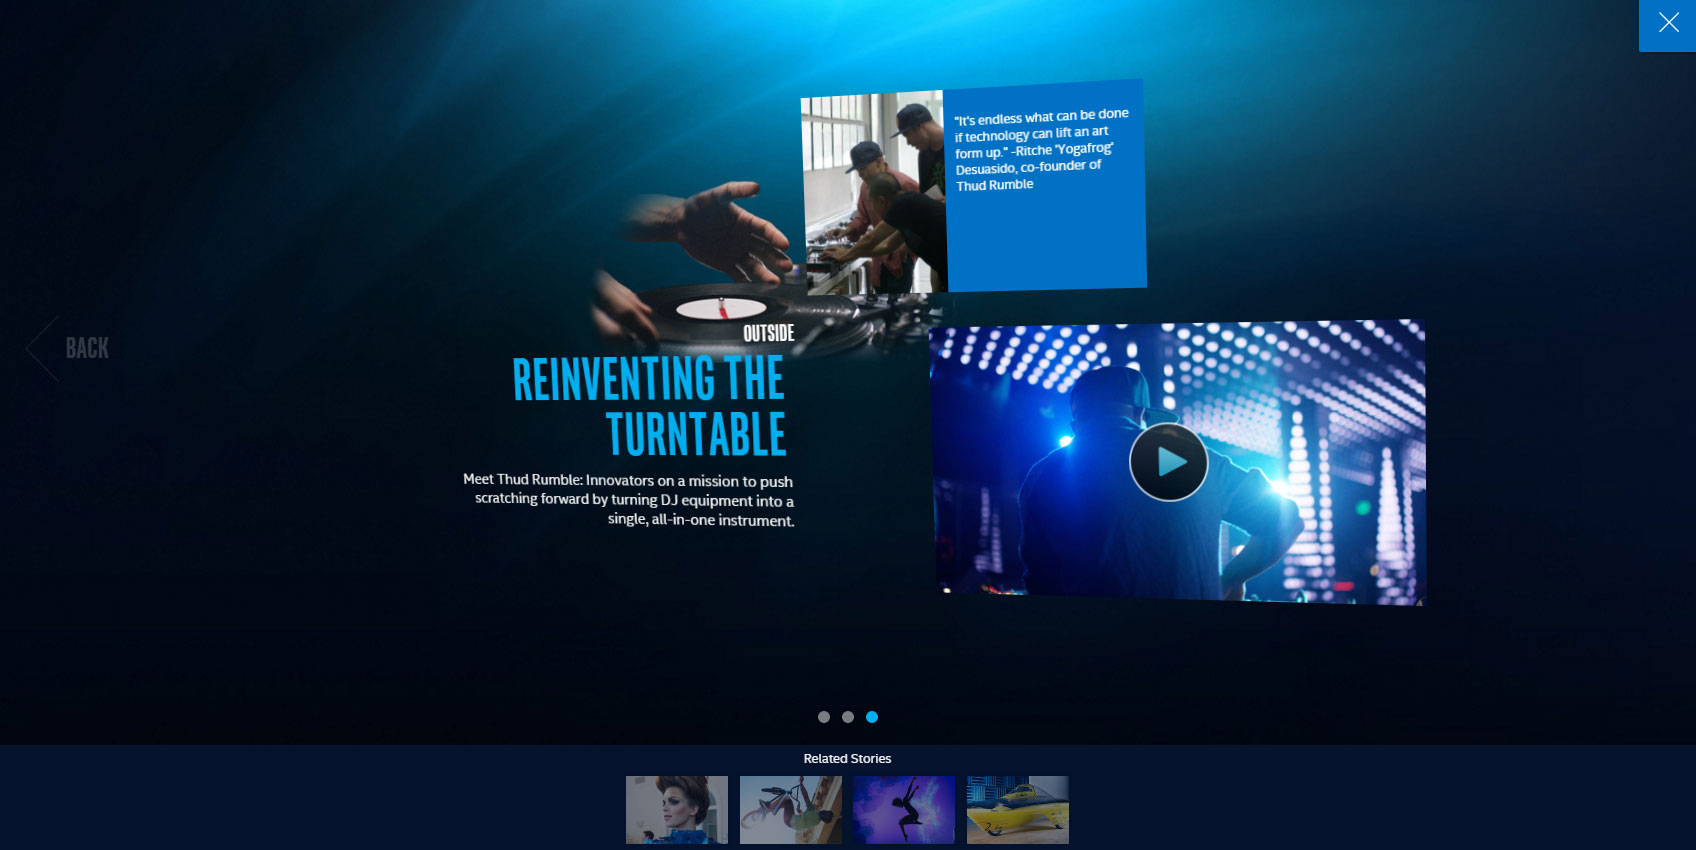 "It's endless what can be done
if technology can lift an art
form up." -Ritche 'Yogafrog'
Desuasido, co-founder of
Thud Rumble
OUTSIDE
BACK
REINVENTING THE
TURNTABLE
Meet Thud Rumble: Innovators on a mission to push
scratching forward by turning DJ equipment into a
single, all-in-one instrument.
Related Stories